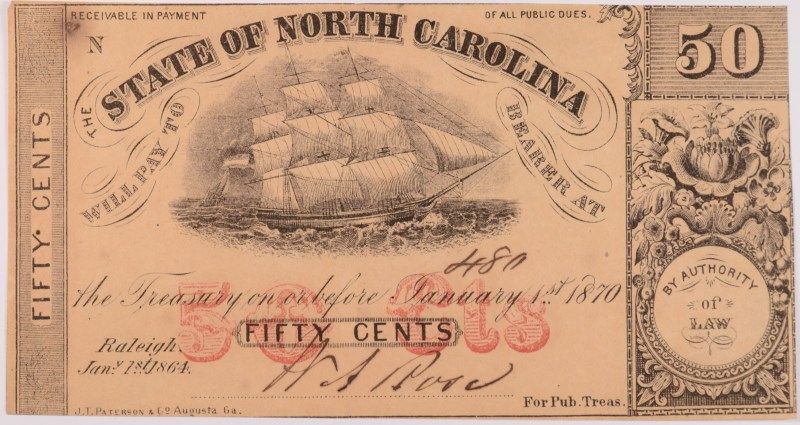 RECEIVABLE IN PAYMENT OF ALL PUBLIC DUES.
50
N
THE STATE OF NORTH CAROLINA
WILL PAY TO BEARER AT
FIFTY CENTS
480
the Treasury on or before January 1st 1870
50 Cts
FIFTY CENTS
Raleigh.
Jany. 1st, 1864.
W A Rose
For Pub. Treas.
J.T. PATERSON & Co Augusta Ga.
BY AUTHORITY
of
LAW